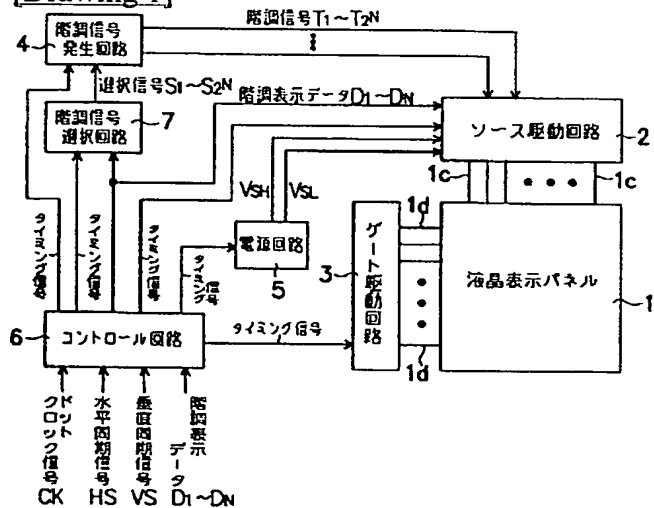 [Drawing 1]
階調信号T1~T2N
4
階調信号
発生回路
選択信号S1~S2N
階調表示データD1~DN
階調信号
選択回路
7
ソース駆動回路
2
1c
1c
VSH
VSL
電源回路
5
1d
1d
ゲート駆動回路
3
液晶表示パネル
1
タイミング信号
タイミング信号
タイミング信号
タイミング
信号
6
コントロール回路
タイミング信号
ドット
クロック信号
CK
水平同期信号
HS
垂直同期信号
VS
階調表示
データ
D1~DN